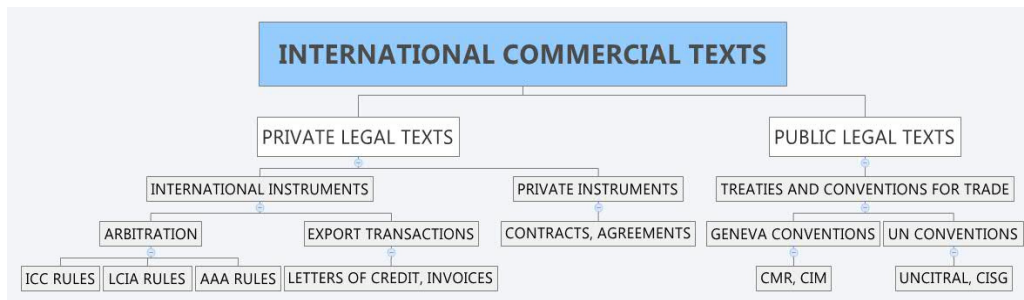 INTERNATIONAL COMMERCIAL TEXTS
PRIVATE LEGAL TEXTS
PUBLIC LEGAL TEXTS
INTERNATIONAL INSTRUMENTS
PRIVATE INSTRUMENTS
TREATIES AND CONVENTIONS FOR TRADE
ARBITRATION
EXPORT TRANSACTIONS
CONTRACTS, AGREEMENTS
GENEVA CONVENTIONS
UN CONVENTIONS
ICC RULES
LCIA RULES
AAA RULES
LETTERS OF CREDIT, INVOICES
CMR, CIM
UNCITRAL, CISG